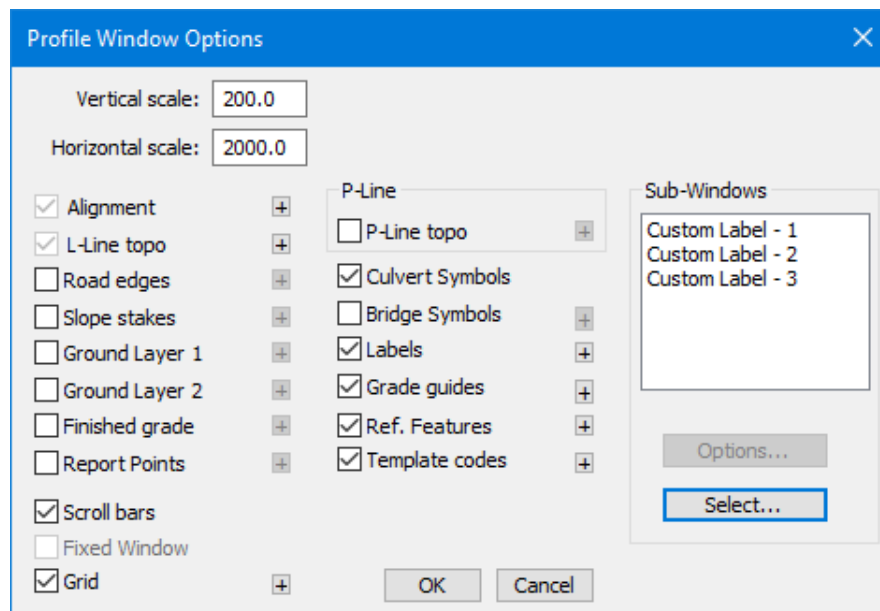 Profile Window Options
Vertical scale: 200.0
Horizontal scale: 2000.0
Alignment
L-Line topo
Road edges
Slope stakes
Ground Layer 1
Ground Layer 2
Finished grade
Report Points
Scroll bars
Fixed Window
Grid
P-Line
P-Line topo
Culvert Symbols
Bridge Symbols
Labels
Grade guides
Ref. Features
Template codes
Sub-Windows
Custom Label - 1
Custom Label - 2
Custom Label - 3
Options...
Select...
OK
Cancel